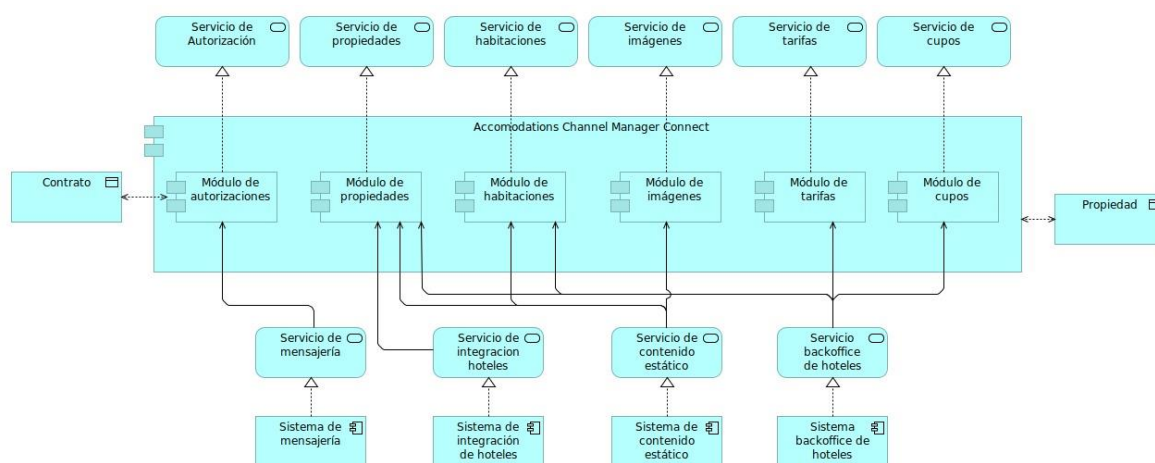 Servicio de
Autorización
Servicio de
propiedades
Servicio de
habitaciones
Servicio de
imágenes
Servicio de
tarifas
Servicio de
cupos
Accomodations Channel Manager Connect
Contrato
Módulo de
autorizaciones
Módulo de
propiedades
Módulo de
habitaciones
Módulo de
imágenes
Módulo de
tarifas
Módulo de
cupos
Propiedad
Servicio de
mensajería
Servicio de
integracion
hoteles
Servicio de
contenido
estático
Servicio
backoffice
de hoteles
Sistema de
mensajería
Sistema de
integración
de hoteles
Sistema de
contenido
estático
Sistema
backoffice de
hoteles